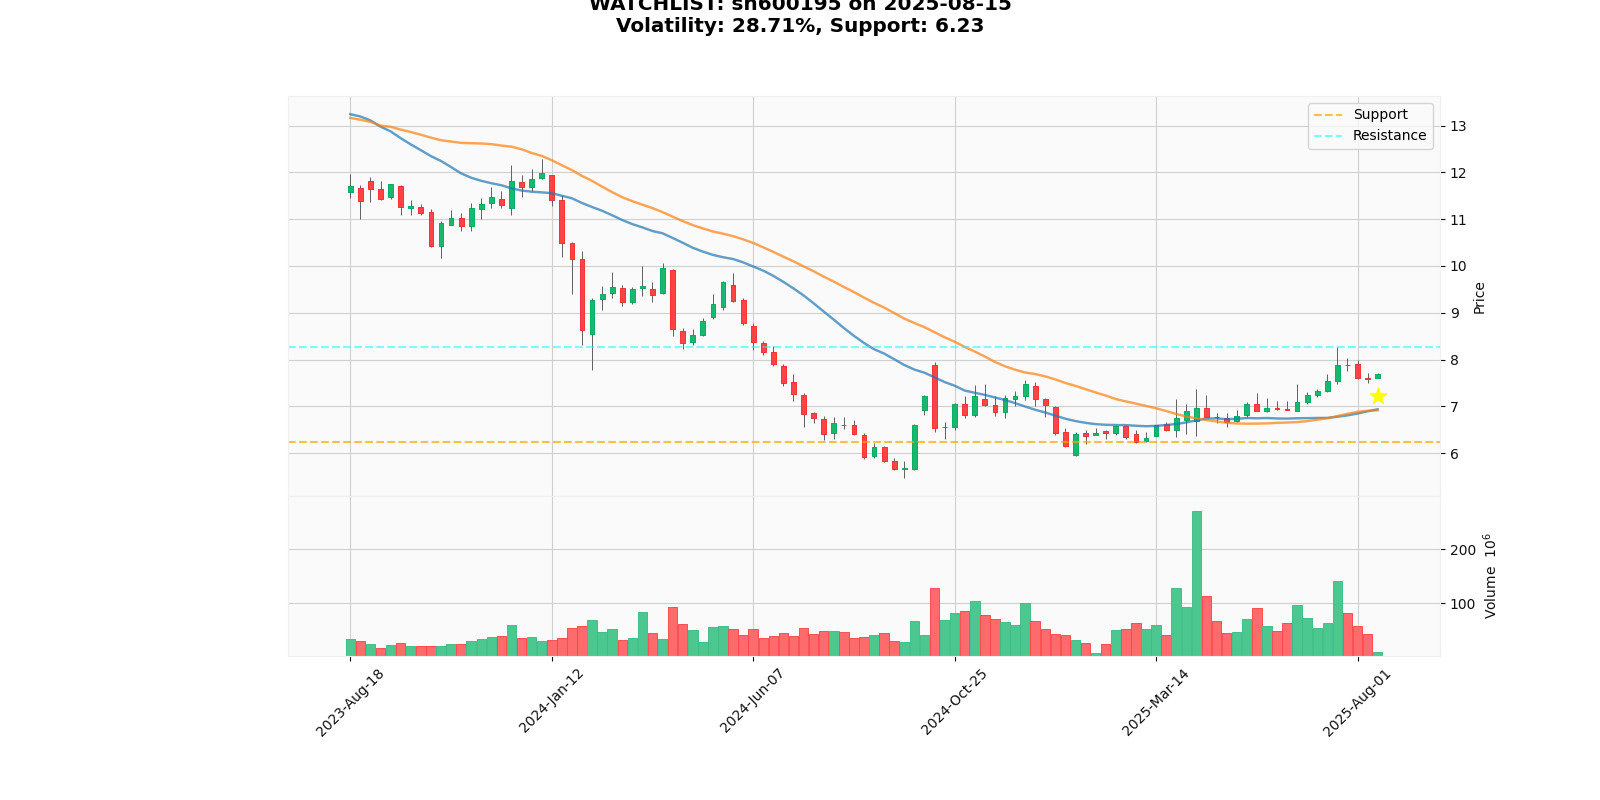 WATCHLIST: sh600195 on 2025-08-15
Volatility: 28.71%, Support: 6.23
Support
Resistance
13
12
11
10
9
8
7
6
Price
200
100
Volume 10^6
2023-Aug-18
2024-Jan-12
2024-Jun-07
2024-Oct-25
2025-Mar-14
2025-Aug-01